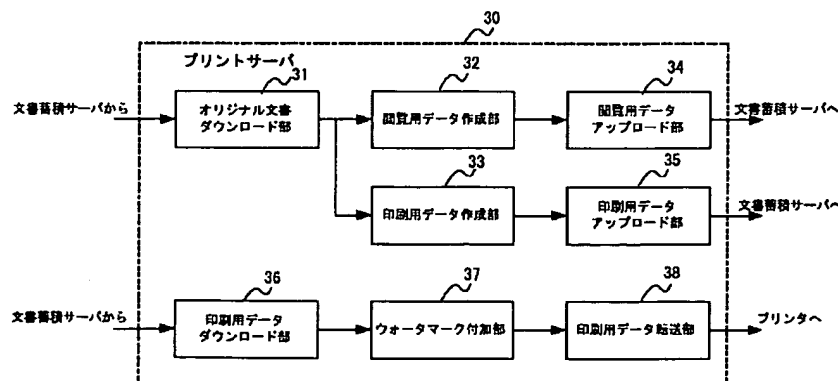 30
プリントサーバ
31
32
34
文書蓄積サーバから
オリジナル文書
ダウンロード部
閲覧用データ作成部
閲覧用データ
アップロード部
文書蓄積サーバへ
33
35
印刷用データ作成部
印刷用データ
アップロード部
文書蓄積サーバへ
36
37
38
文書蓄積サーバから
印刷用データ
ダウンロード部
ウォータマーク付加部
印刷用データ転送部
プリンタへ